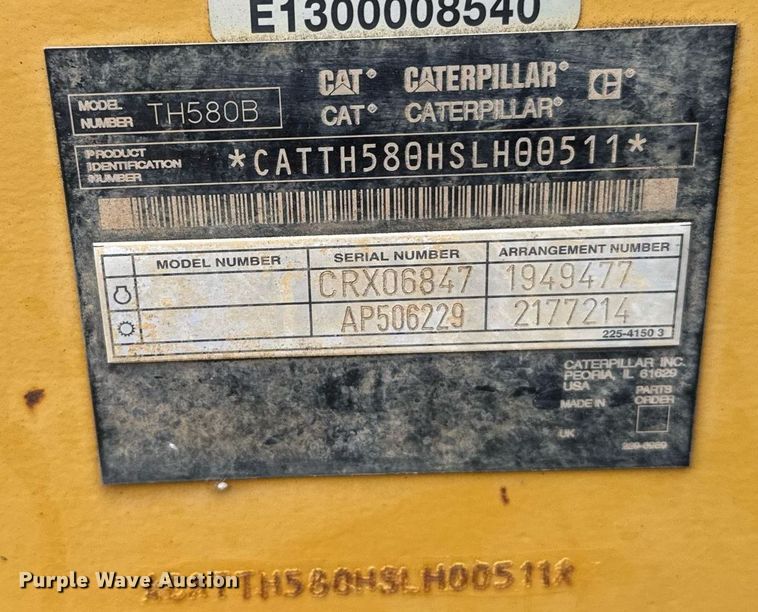 E1300008540
CAT® CATERPILLAR® C®
CAT® CATERPILLAR®
MODEL NUMBER TH580B
PRODUCT IDENTIFICATION NUMBER *CATTH580HSLH00511*
MODEL NUMBER SERIAL NUMBER ARRANGEMENT NUMBER
CRX06847 1949477
AP506229 2177214
225-4150 3
CATERPILLAR INC.
PEORIA, IL 61629
USA
PARTS ORDER
MADE IN
UK
*CATTH580HSLH00511*
Purple Wave Auction